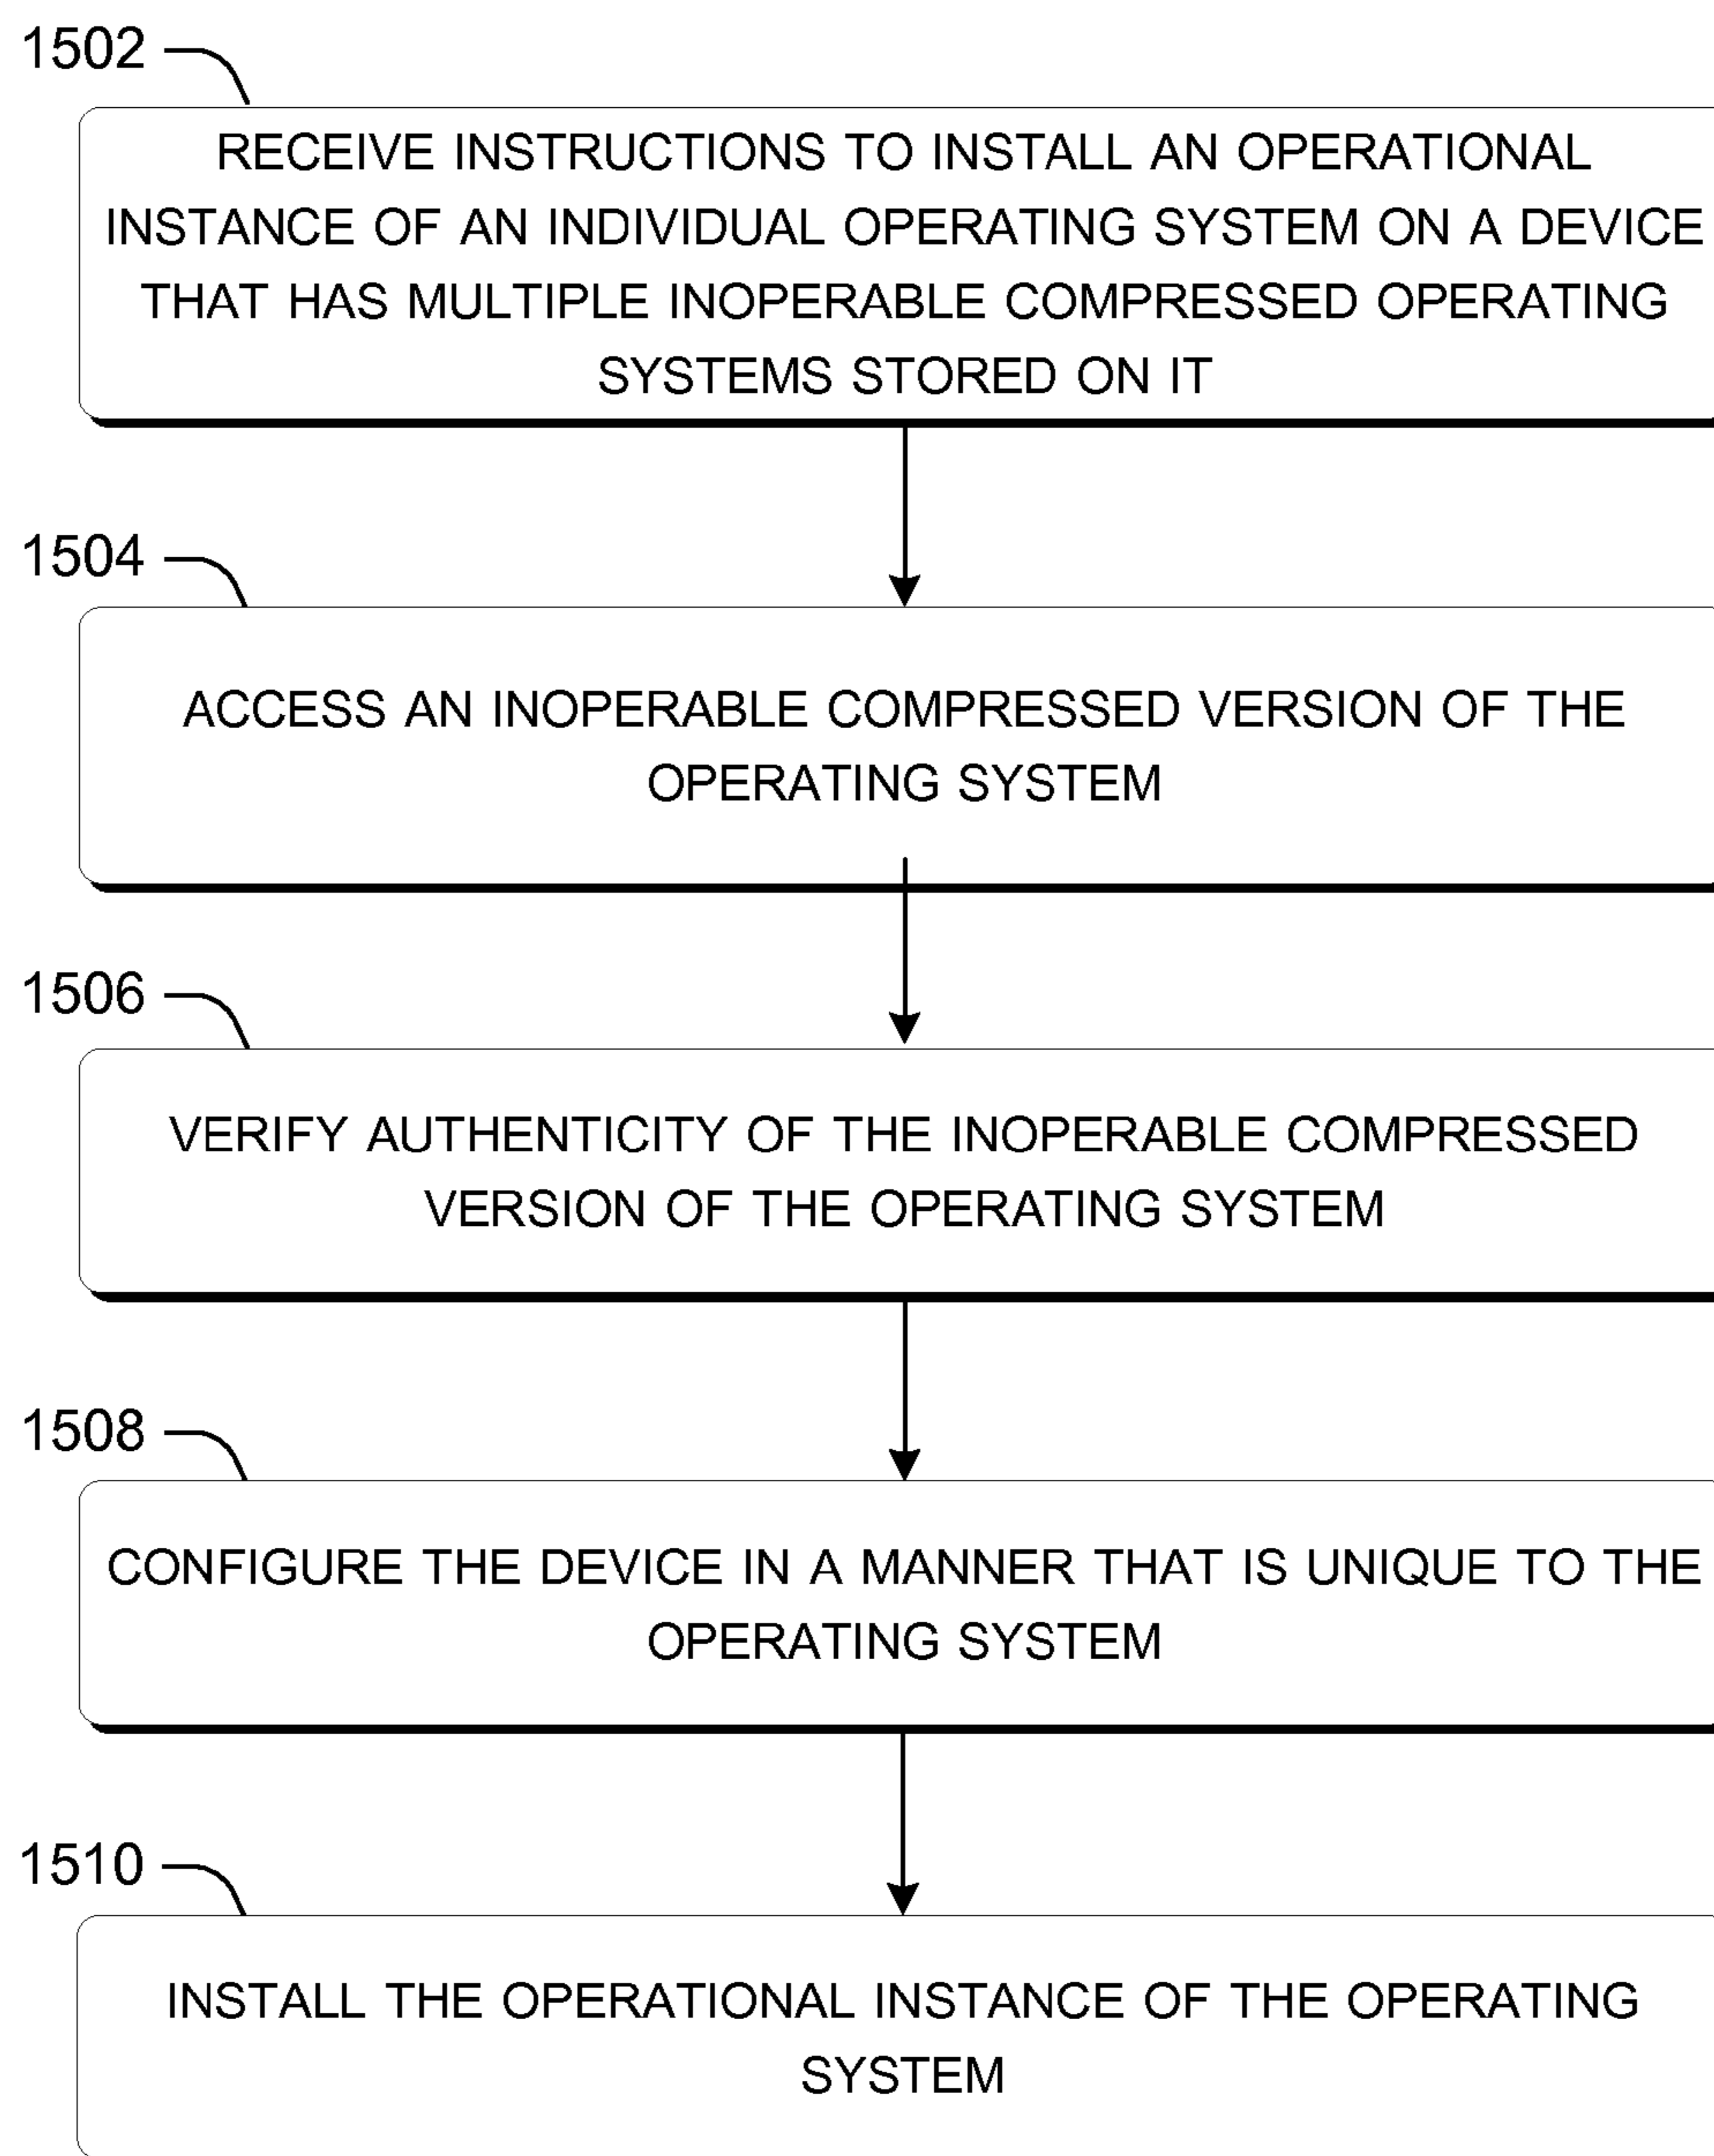 1502
RECEIVE INSTRUCTIONS TO INSTALL AN OPERATIONAL
INSTANCE OF AN INDIVIDUAL OPERATING SYSTEM ON A DEVICE
THAT HAS MULTIPLE INOPERABLE COMPRESSED OPERATING
SYSTEMS STORED ON IT
1504
ACCESS AN INOPERABLE COMPRESSED VERSION OF THE
OPERATING SYSTEM
1506
VERIFY AUTHENTICITY OF THE INOPERABLE COMPRESSED
VERSION OF THE OPERATING SYSTEM
1508
CONFIGURE THE DEVICE IN A MANNER THAT IS UNIQUE TO THE
OPERATING SYSTEM
1510
INSTALL THE OPERATIONAL INSTANCE OF THE OPERATING
SYSTEM